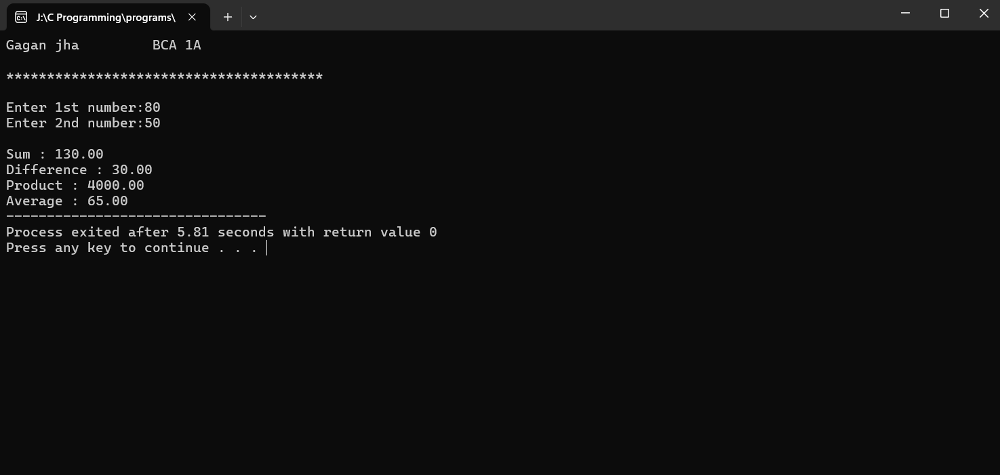 J:\C Programming\programs\
Gagan jha         BCA 1A
***************************************
Enter 1st number:80
Enter 2nd number:50
Sum : 130.00
Difference : 30.00
Product : 4000.00
Average : 65.00
--------------------------------
Process exited after 5.81 seconds with return value 0
Press any key to continue . . .